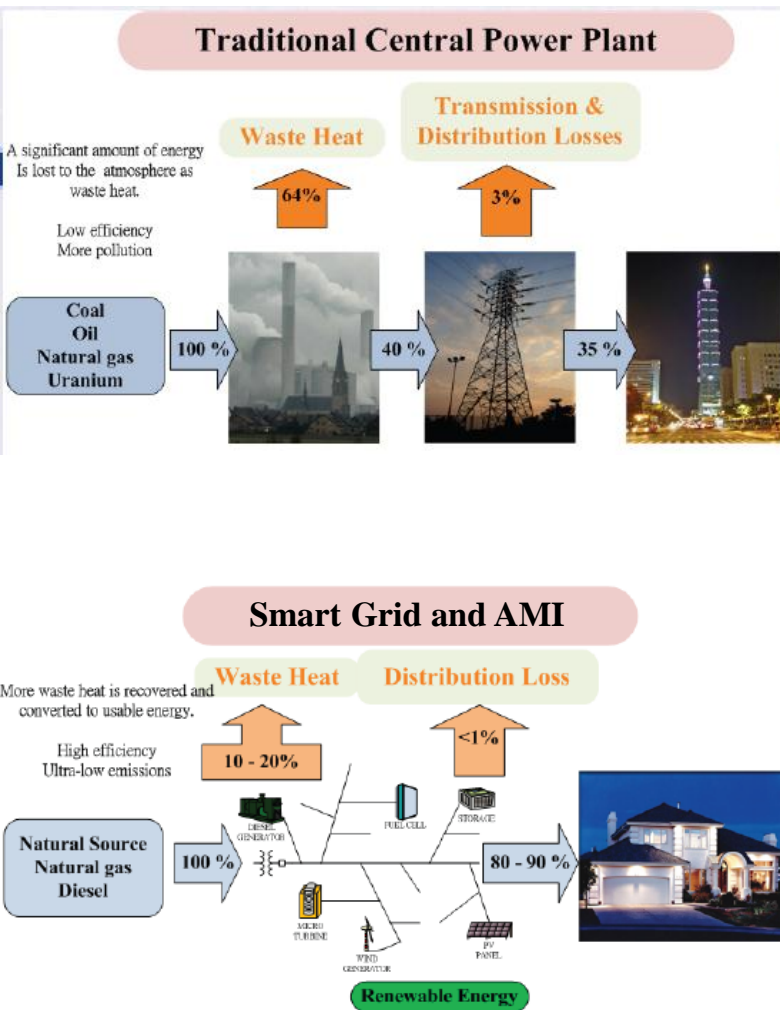 Traditional Central Power Plant
Transmission &
Distribution Losses
Waste Heat
A significant amount of energy
Is lost to the atmosphere as
waste heat.
64%
3%
Low efficiency
More pollution
Coal
Oil
Natural gas
Uranium
100 %
40 %
35 %
Smart Grid and AMI
Waste Heat
Distribution Loss
More waste heat is recovered and
converted to usable energy.
<1%
High efficiency
Ultra-low emissions
10 - 20%
DIESEL
GENERATOR
FUEL CELL
STORAGE
Natural Source
Natural gas
Diesel
100 %
80 - 90 %
MICRO
TURBINE
WIND
GENERATOR
PV
PANEL
Renewable Energy